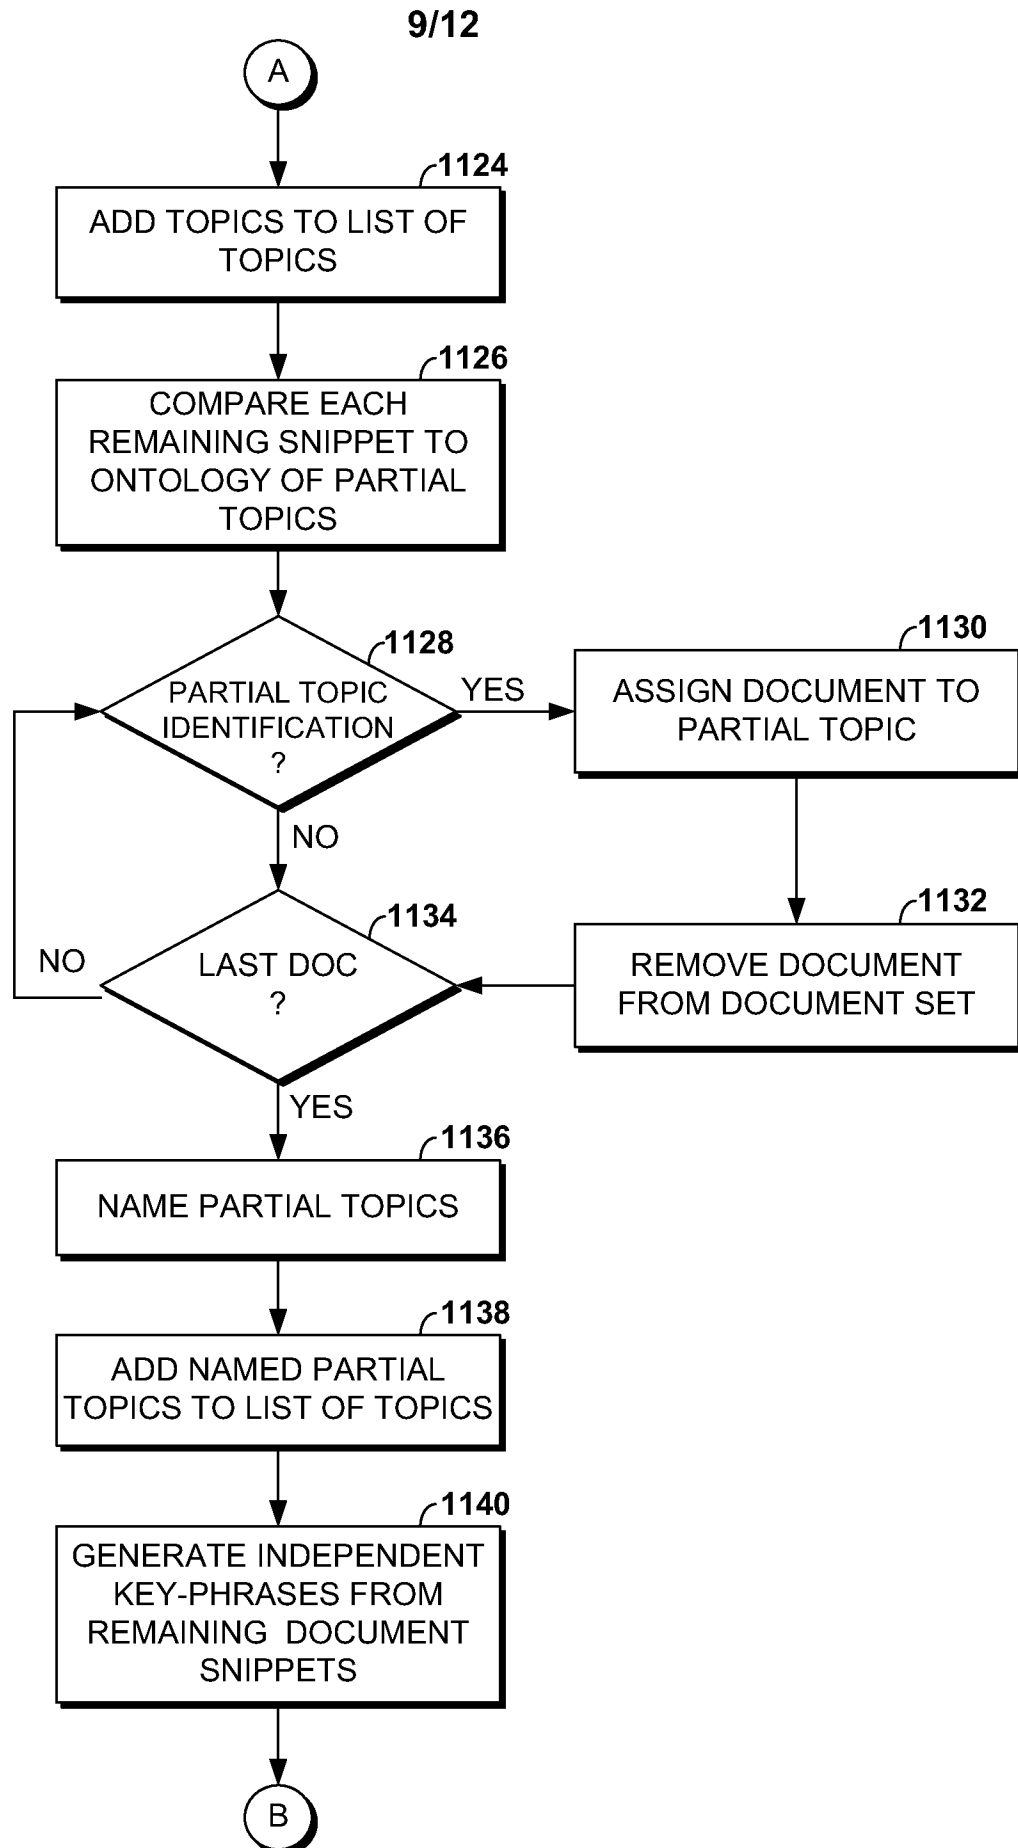 9/12
A
1124
ADD TOPICS TO LIST OF
TOPICS
1126
COMPARE EACH
REMAINING SNIPPET TO
ONTOLOGY OF PARTIAL
TOPICS
1128
PARTIAL TOPIC
IDENTIFICATION
?
YES
1130
ASSIGN DOCUMENT TO
PARTIAL TOPIC
NO
1132
REMOVE DOCUMENT
FROM DOCUMENT SET
1134
LAST DOC
?
NO
YES
1136
NAME PARTIAL TOPICS
1138
ADD NAMED PARTIAL
TOPICS TO LIST OF TOPICS
1140
GENERATE INDEPENDENT
KEY-PHRASES FROM
REMAINING DOCUMENT
SNIPPETS
B